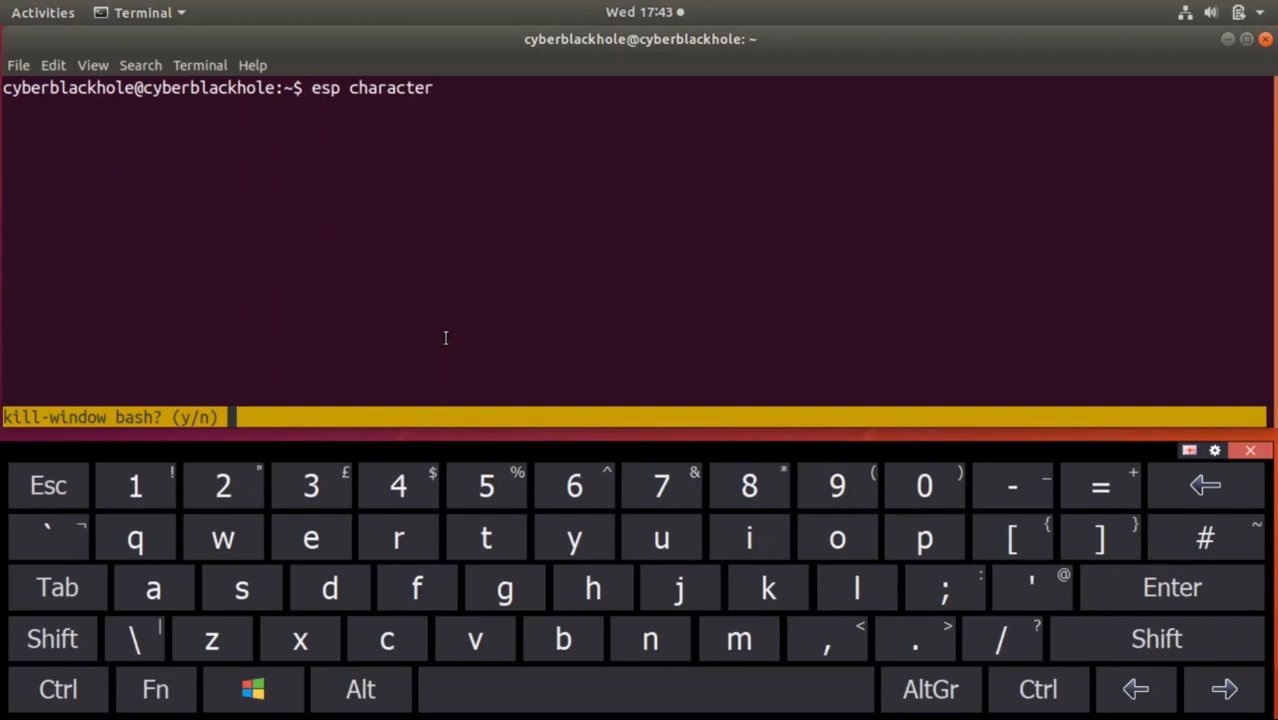 Activities Terminal Wed 17:43
cyberblackhole@cyberblackhole: ~
File Edit View Search Terminal Help
cyberblackhole@cyberblackhole:~$ esp character
kill-window bash? (y/n)
Esc 1 ! 2 " 3 £ 4 $ 5 % 6 ^ 7 & 8 * 9 ( 0 ) - _ = +
` ¬ q w e r t y u i o p [ { ] } # ~
Tab a s d f g h j k l ; : ' @ Enter
Shift \ | z x c v b n m , < . > / ? Shift
Ctrl Fn Alt AltGr Ctrl